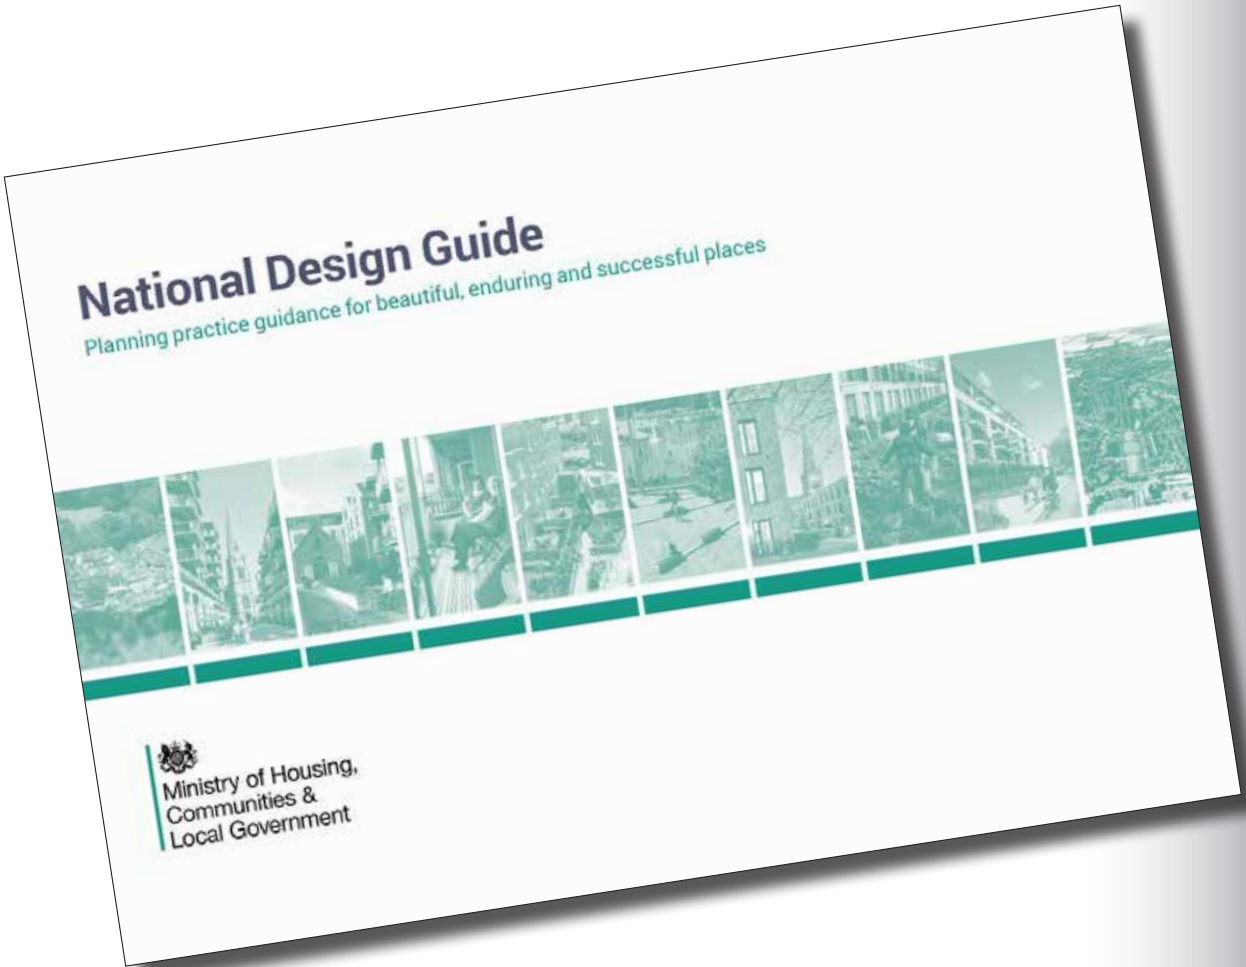 National Design Guide
Planning practice guidance for beautiful, enduring and successful places
Ministry of Housing,
Communities &
Local Government